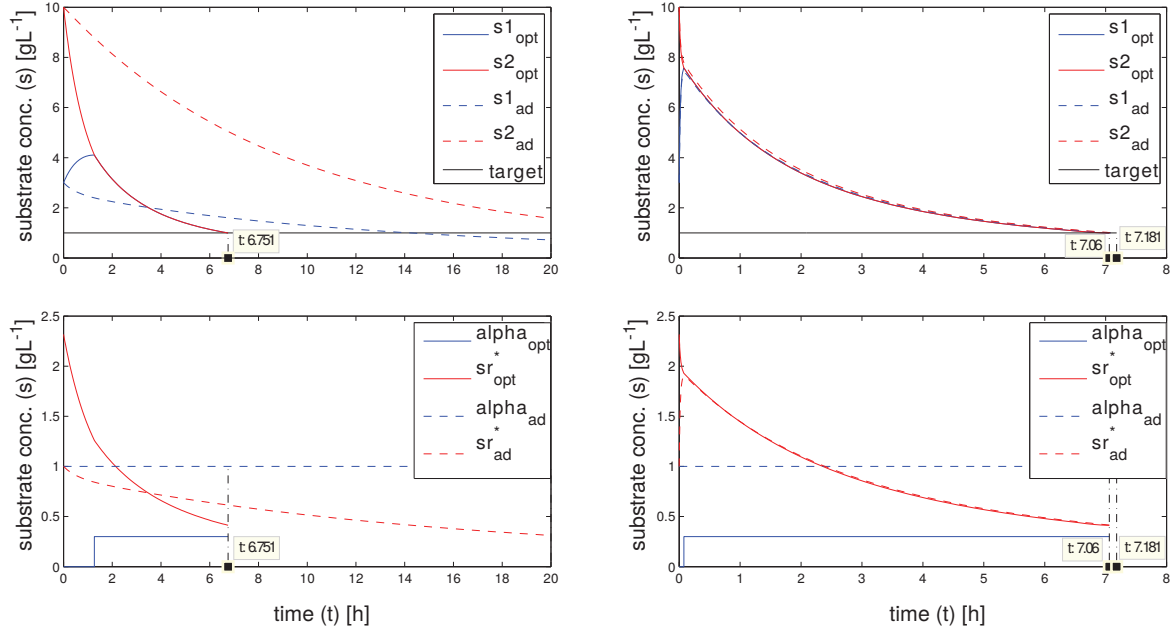 substrate conc. (s) [gL-1]
10
8
6
4
2
0
0 2 4 6 8 10 12 14 16 18 20
s1opt
s2opt
s1ad
s2ad
target
t: 6.751
substrate conc. (s) [gL-1]
10
8
6
4
2
0
0 1 2 3 4 5 6 7 8
s1opt
s2opt
s1ad
s2ad
target
t: 7.06
t: 7.181
substrate conc. (s) [gL-1]
2.5
2
1.5
1
0.5
0
0 2 4 6 8 10 12 14 16 18 20
alphaopt
sr*opt
alphaad
sr*ad
t: 6.751
time (t) [h]
substrate conc. (s) [gL-1]
2.5
2
1.5
1
0.5
0
0 1 2 3 4 5 6 7 8
alphaopt
sr*opt
alphaad
sr*ad
t: 7.06
t: 7.181
time (t) [h]